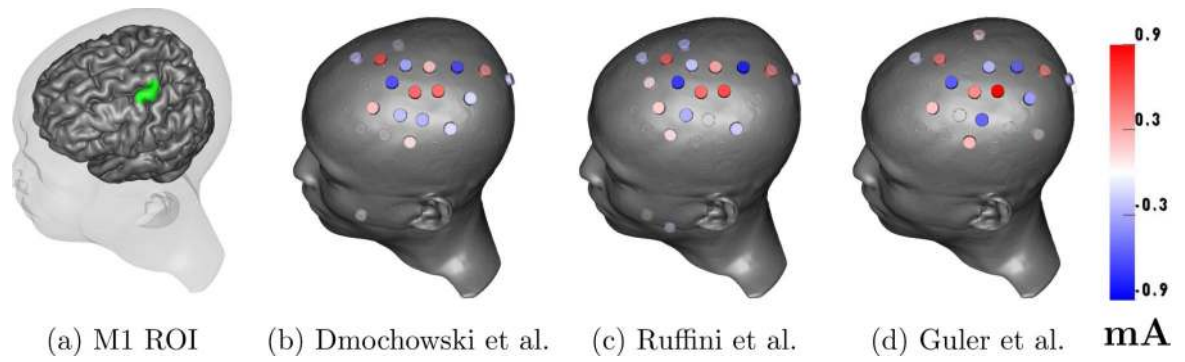 0.9
0.3
-0.3
-0.9
mA
(a) M1 ROI
(b) Dmochowski et al.
(c) Ruffini et al.
(d) Guler et al.